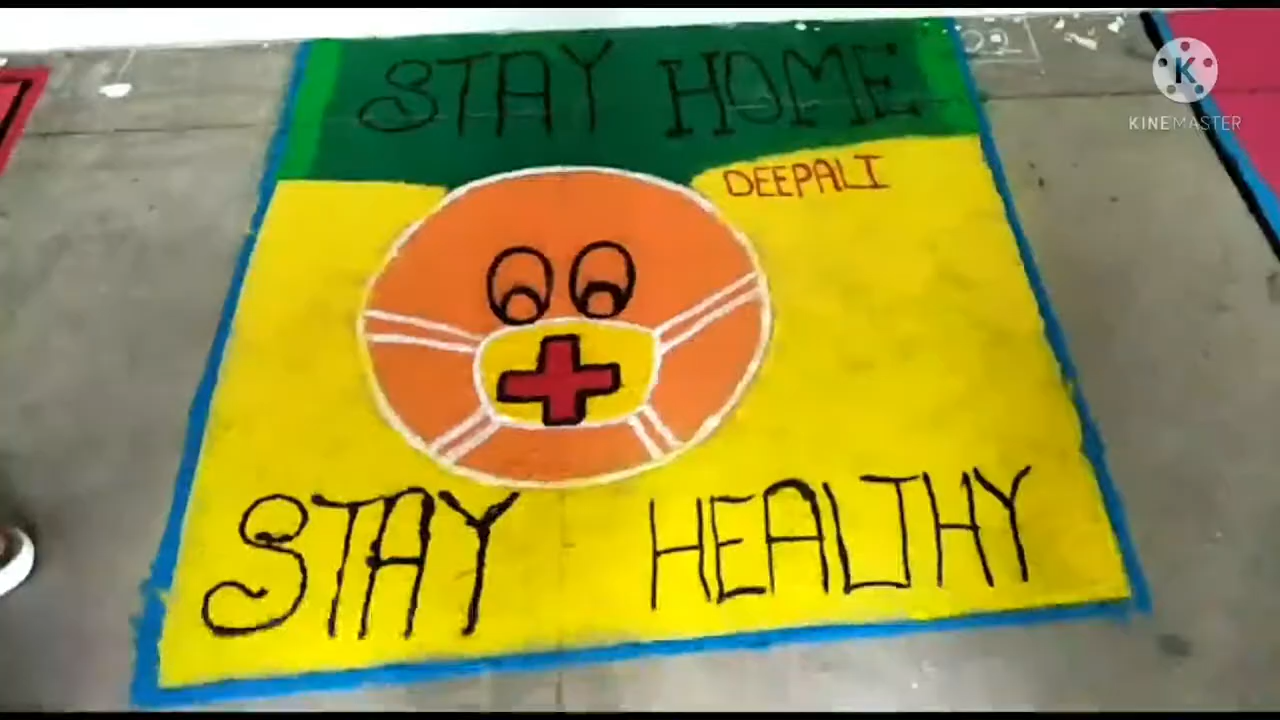 STAY HOME
K
KINEMASTER
DEEPALI
STAY HEALTHY